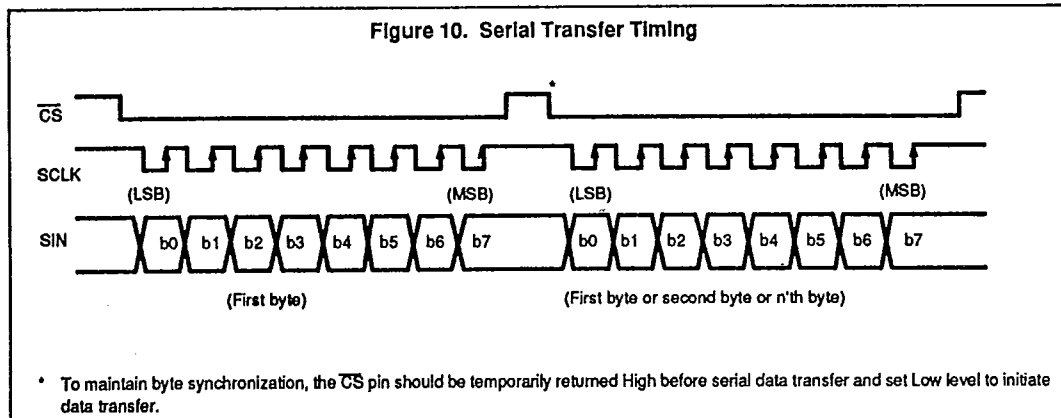 Figure 10. Serial Transfer Timing
*
CS
SCLK
(LSB) (MSB) (LSB) (MSB)
SIN b0 b1 b2 b3 b4 b5 b6 b7 b0 b1 b2 b3 b4 b5 b6 b7
(First byte) (First byte or second byte or n'th byte)
* To maintain byte synchronization, the CS pin should be temporarily returned High before serial data transfer and set Low level to initiate
data transfer.